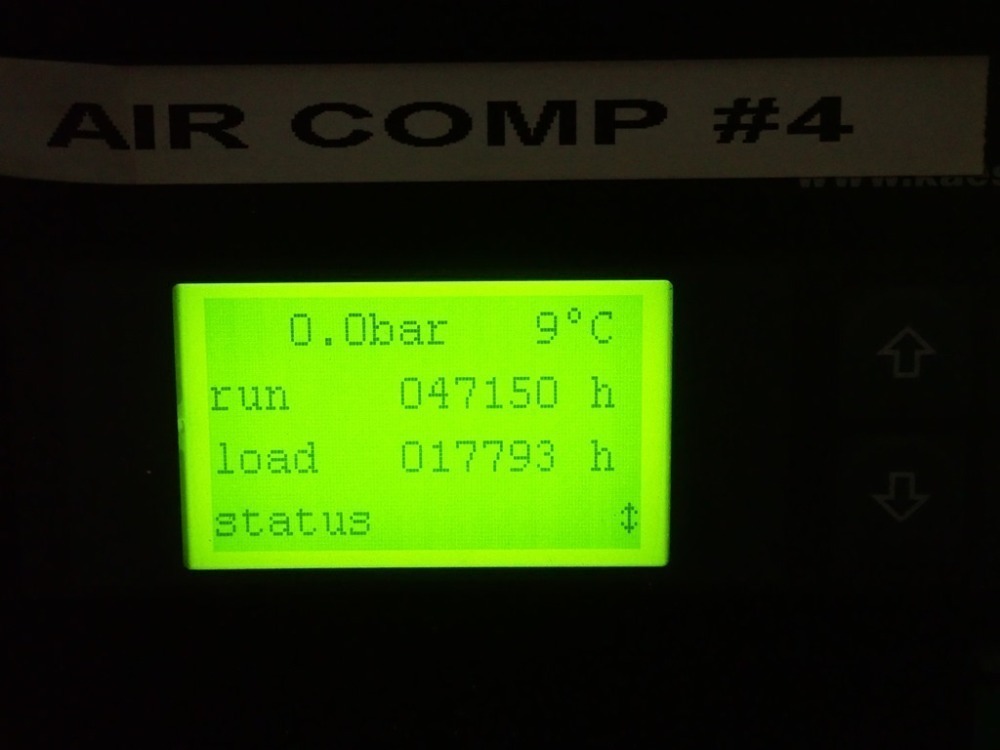 AIR COMP #4
0.0bar 9°C
run 047150 h
load 017793 h
status